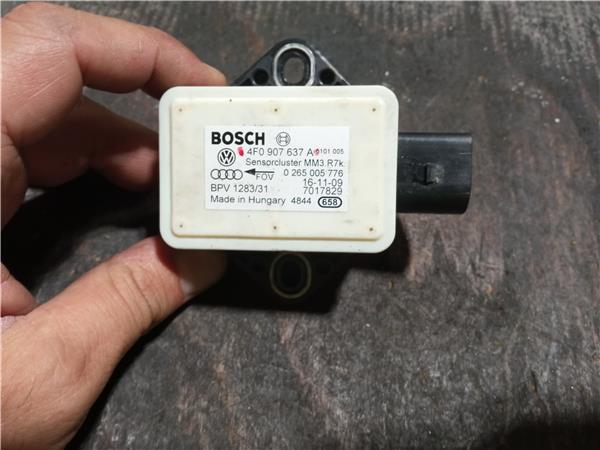 BOSCH
4F0 907 637 A 0101 005
Sensorcluster MM3.R7k
FOV 0 265 005 776
16-11-09
BPV 1283/31 7017829
Made in Hungary 4844 658